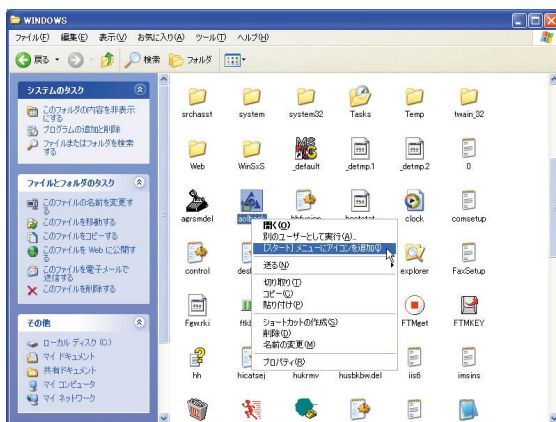 WINDOWS
ファイル(F) 編集(E) 表示(V) お気に入り(A) ツール(T) ヘルプ(H)
戻る 検索 フォルダ
システムのタスク
このフォルダの内容を非表示
にする
プログラムの追加と削除
ファイルまたはフォルダを検索
する
ファイルとフォルダのタスク
このファイルの名前を変更す
る
このファイルを移動する
このファイルをコピーする
このファイルを Web に公開す
る
このファイルを電子メールで
送信する
このファイルを削除する
その他
ローカル ディスク (C:)
マイ ドキュメント
共有ドキュメント
マイ コンピュータ
マイ ネットワーク
srchasst system system32 Tasks Temp twain_32
Web WinSxS _default _detmp.1 _detmp.2 0
agrsmdel clock comsetup
開く(O)
別のユーザーとして実行(A)...
[スタート] メニューにアイコンを追加(I)
送る(N)
切り取り(T)
コピー(C)
貼り付け(P)
ショートカットの作成(S)
削除(D)
名前の変更(M)
プロパティ(R)
control explorer FaxSetup
FTMget FTMKEY
hh hicatsej hukrmv husbkbw.del iis6 imsins